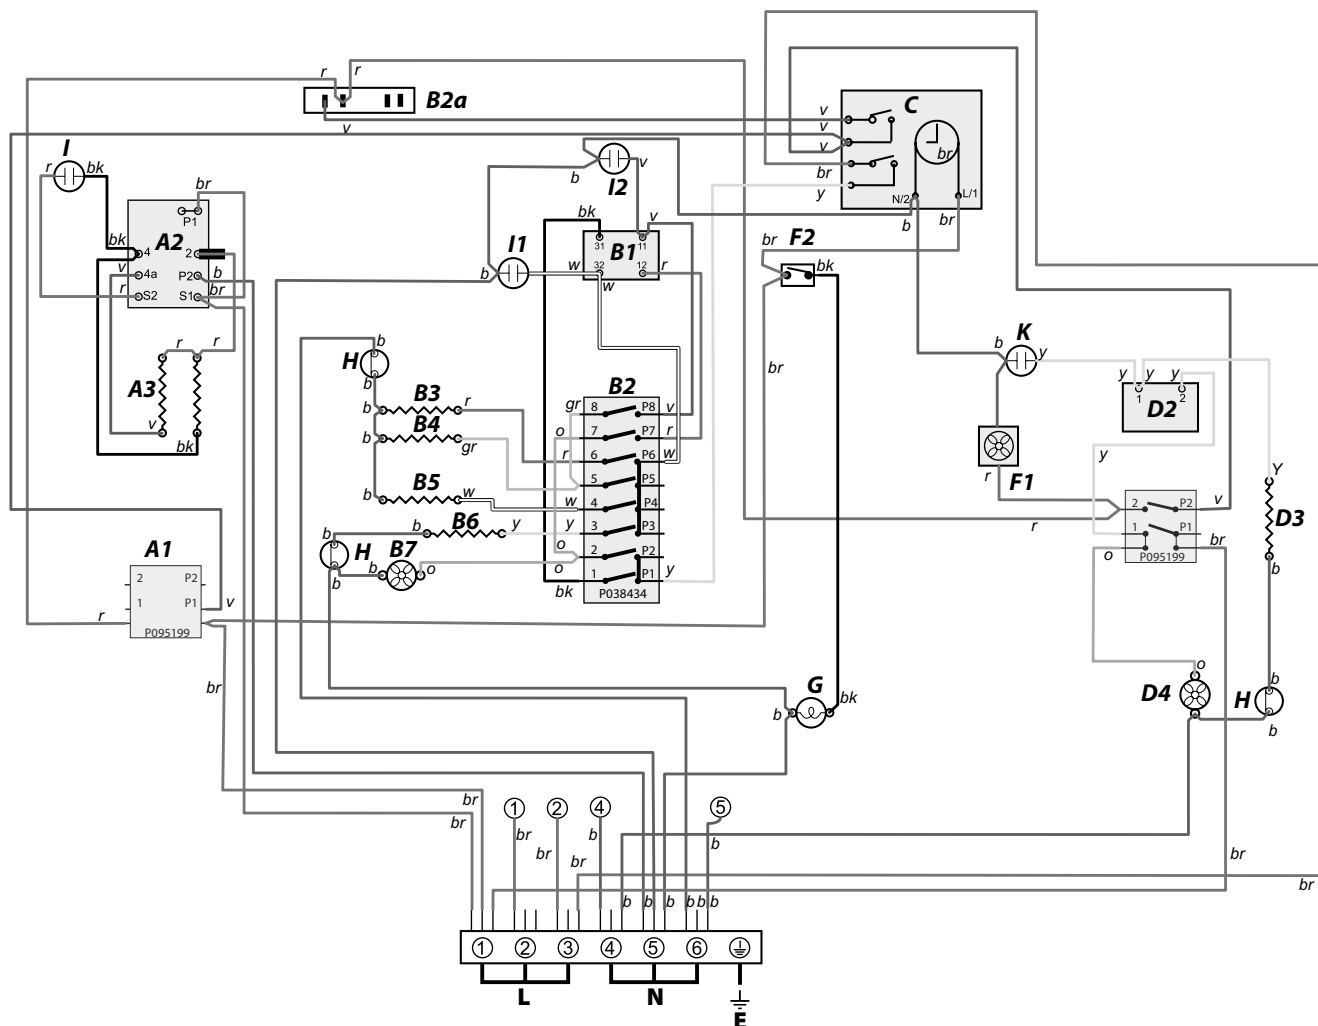 r
r
B2a
v
C
v
v
v
br
br
y
N/2
L/1
b
br
I
r
bk
br
P1
A2
bk
4
2
v
4a
P2
b
r
S2
S1
br
r
r
A3
v
bk
I2
b
v
bk
v
31
11
B1
32
12
I1
b
w
w
r
F2
br
bk
br
K
b
y
y
y
y
1
2
D2
y
F1
r
r
2
P2
v
1
P1
br
o
P095199
Y
D3
b
H
b
b
b
B3
r
b
B4
gr
b
B5
w
b
B6
y
H
b
B7
b
o
B2
gr
8
P8
v
o
7
P7
r
r
6
P6
w
5
P5
w
4
P4
y
3
P3
o
2
P2
o
1
P1
y
bk
P038434
A1
2
P2
1
P1
v
r
P095199
br
G
b
bk
o
D4
b
H
b
br
br
1
br
2
br
4
b
5
b
br
br
br
b
b
b
b
b
b
1
2
3
4
5
6
L
N
E